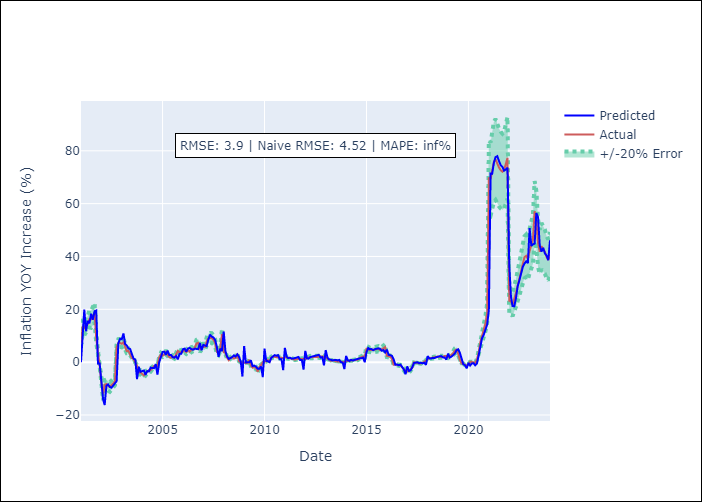 Predicted
Actual
+/-20% Error
RMSE: 3.9 | Naive RMSE: 4.52 | MAPE: inf%
80
60
40
20
0
−20
Inflation YOY Increase (%)
2005
2010
2015
2020
Date